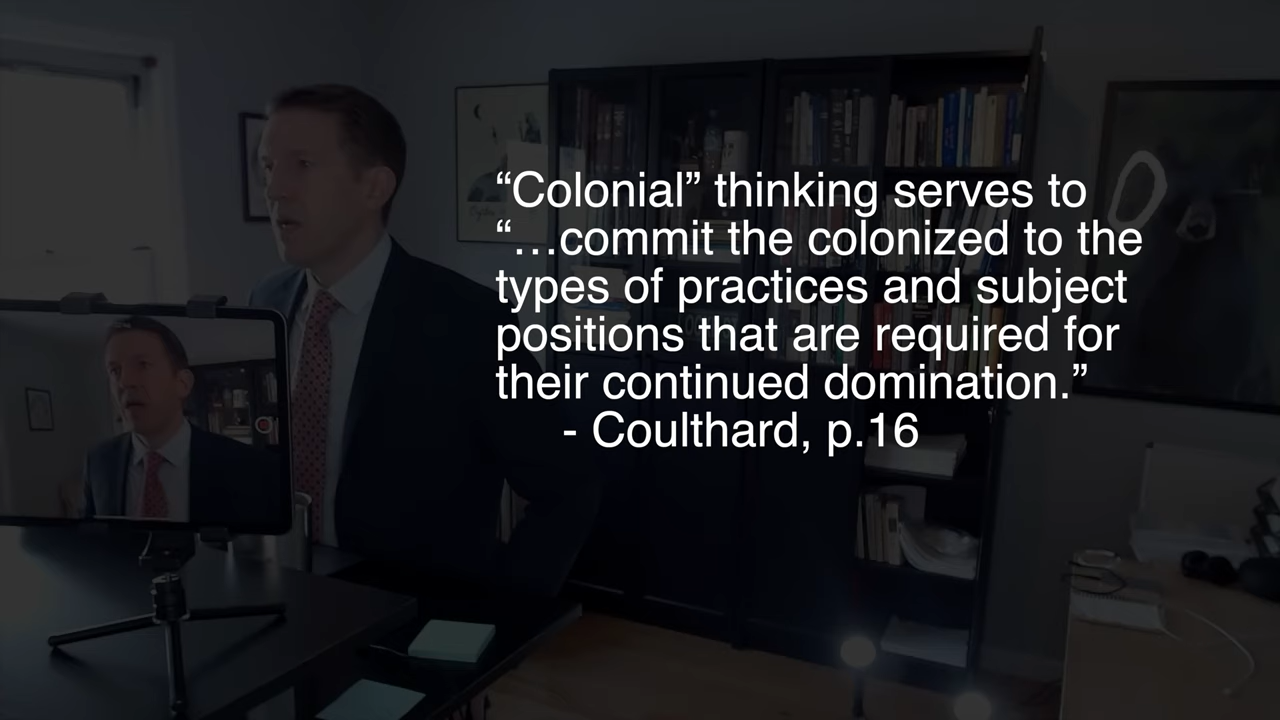 “Colonial” thinking serves to
“…commit the colonized to the
types of practices and subject
positions that are required for
their continued domination.”
- Coulthard, p.16